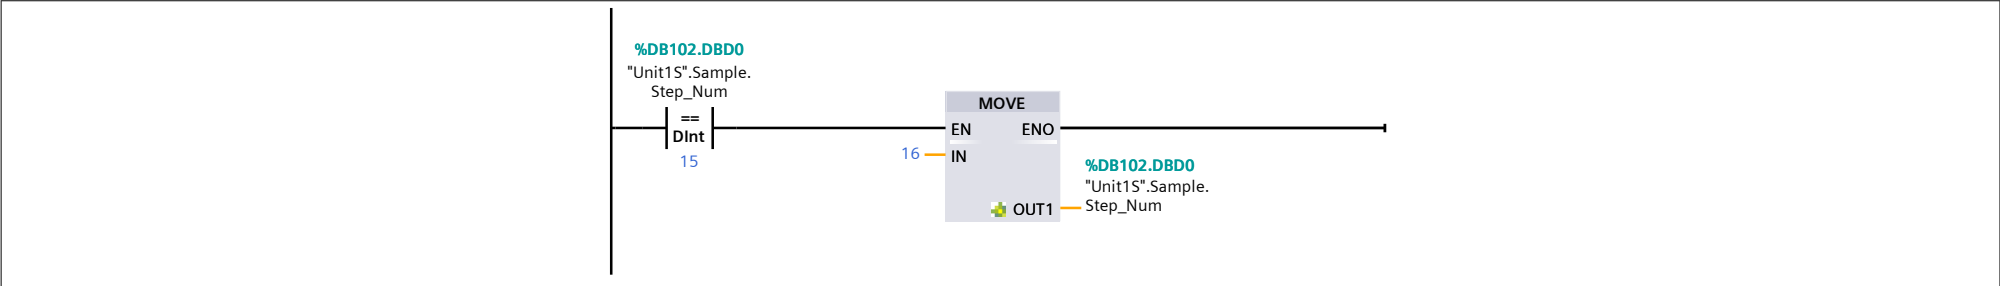 %DB102.DBD0
"Unit1S".Sample.
Step_Num
==
DInt
15
MOVE
EN ENO
16 IN
%DB102.DBD0
"Unit1S".Sample.
OUT1 Step_Num